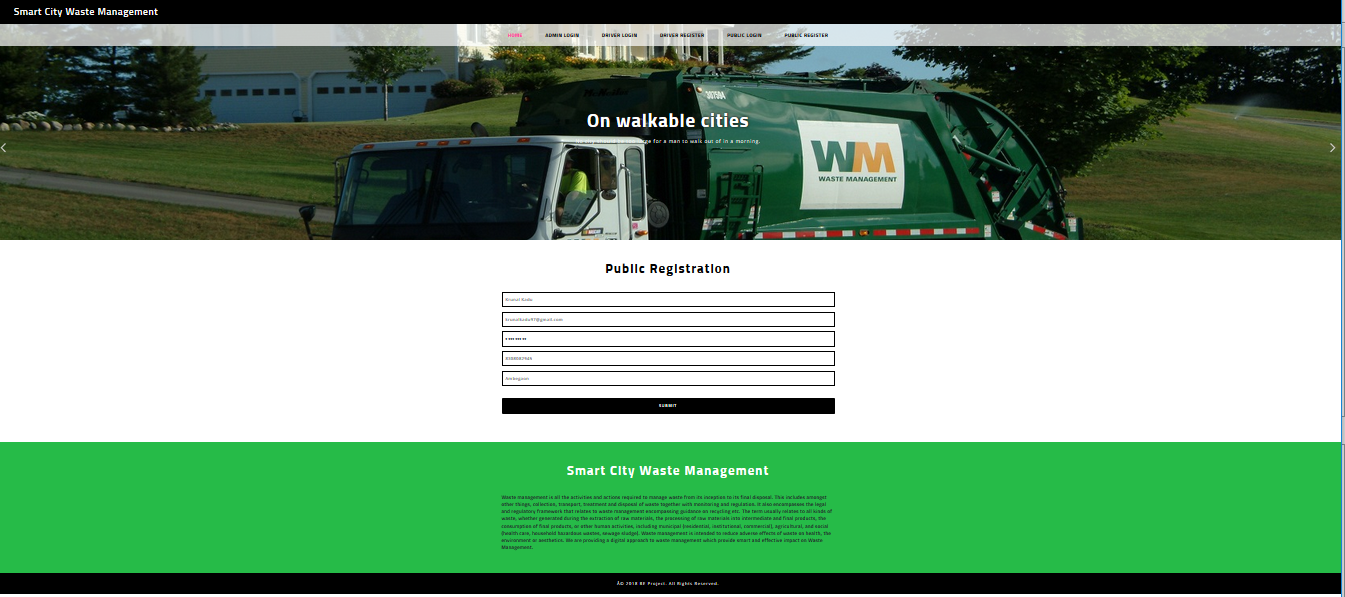 Smart City Waste Management
HOME ADMIN LOGIN DRIVER LOGIN DRIVER REGISTER PUBLIC LOGIN PUBLIC REGISTER
307594
On walkable cities
for a man to walk out of in a morning.
WM
WASTE MANAGEMENT
Public Registration
Krunal Kadu
krunalkadu97@gmail.com
Ambegaon
SUBMIT
Smart City Waste Management
Waste management is all the activities and actions required to manage waste from its inception to its final disposal. This includes amongst
other things, collection, transport, treatment and disposal of waste together with monitoring and regulation. It also encompasses the legal
and regulatory framework that relates to waste management encompassing guidance on recycling etc. The term usually relates to all kinds of
waste, whether generated during the extraction of raw materials, the processing of raw materials into intermediate and final products, the
consumption of final products, or other human activities, including municipal (residential, institutional, commercial), agricultural, and social
(health care, household hazardous wastes, sewage sludge). Waste management is intended to reduce adverse effects of waste on health, the
environment or aesthetics. We are providing a digital approach to waste management which provide smart and effective impact on Waste
Management.
Â© 2018 BE Project. All Rights Reserved.